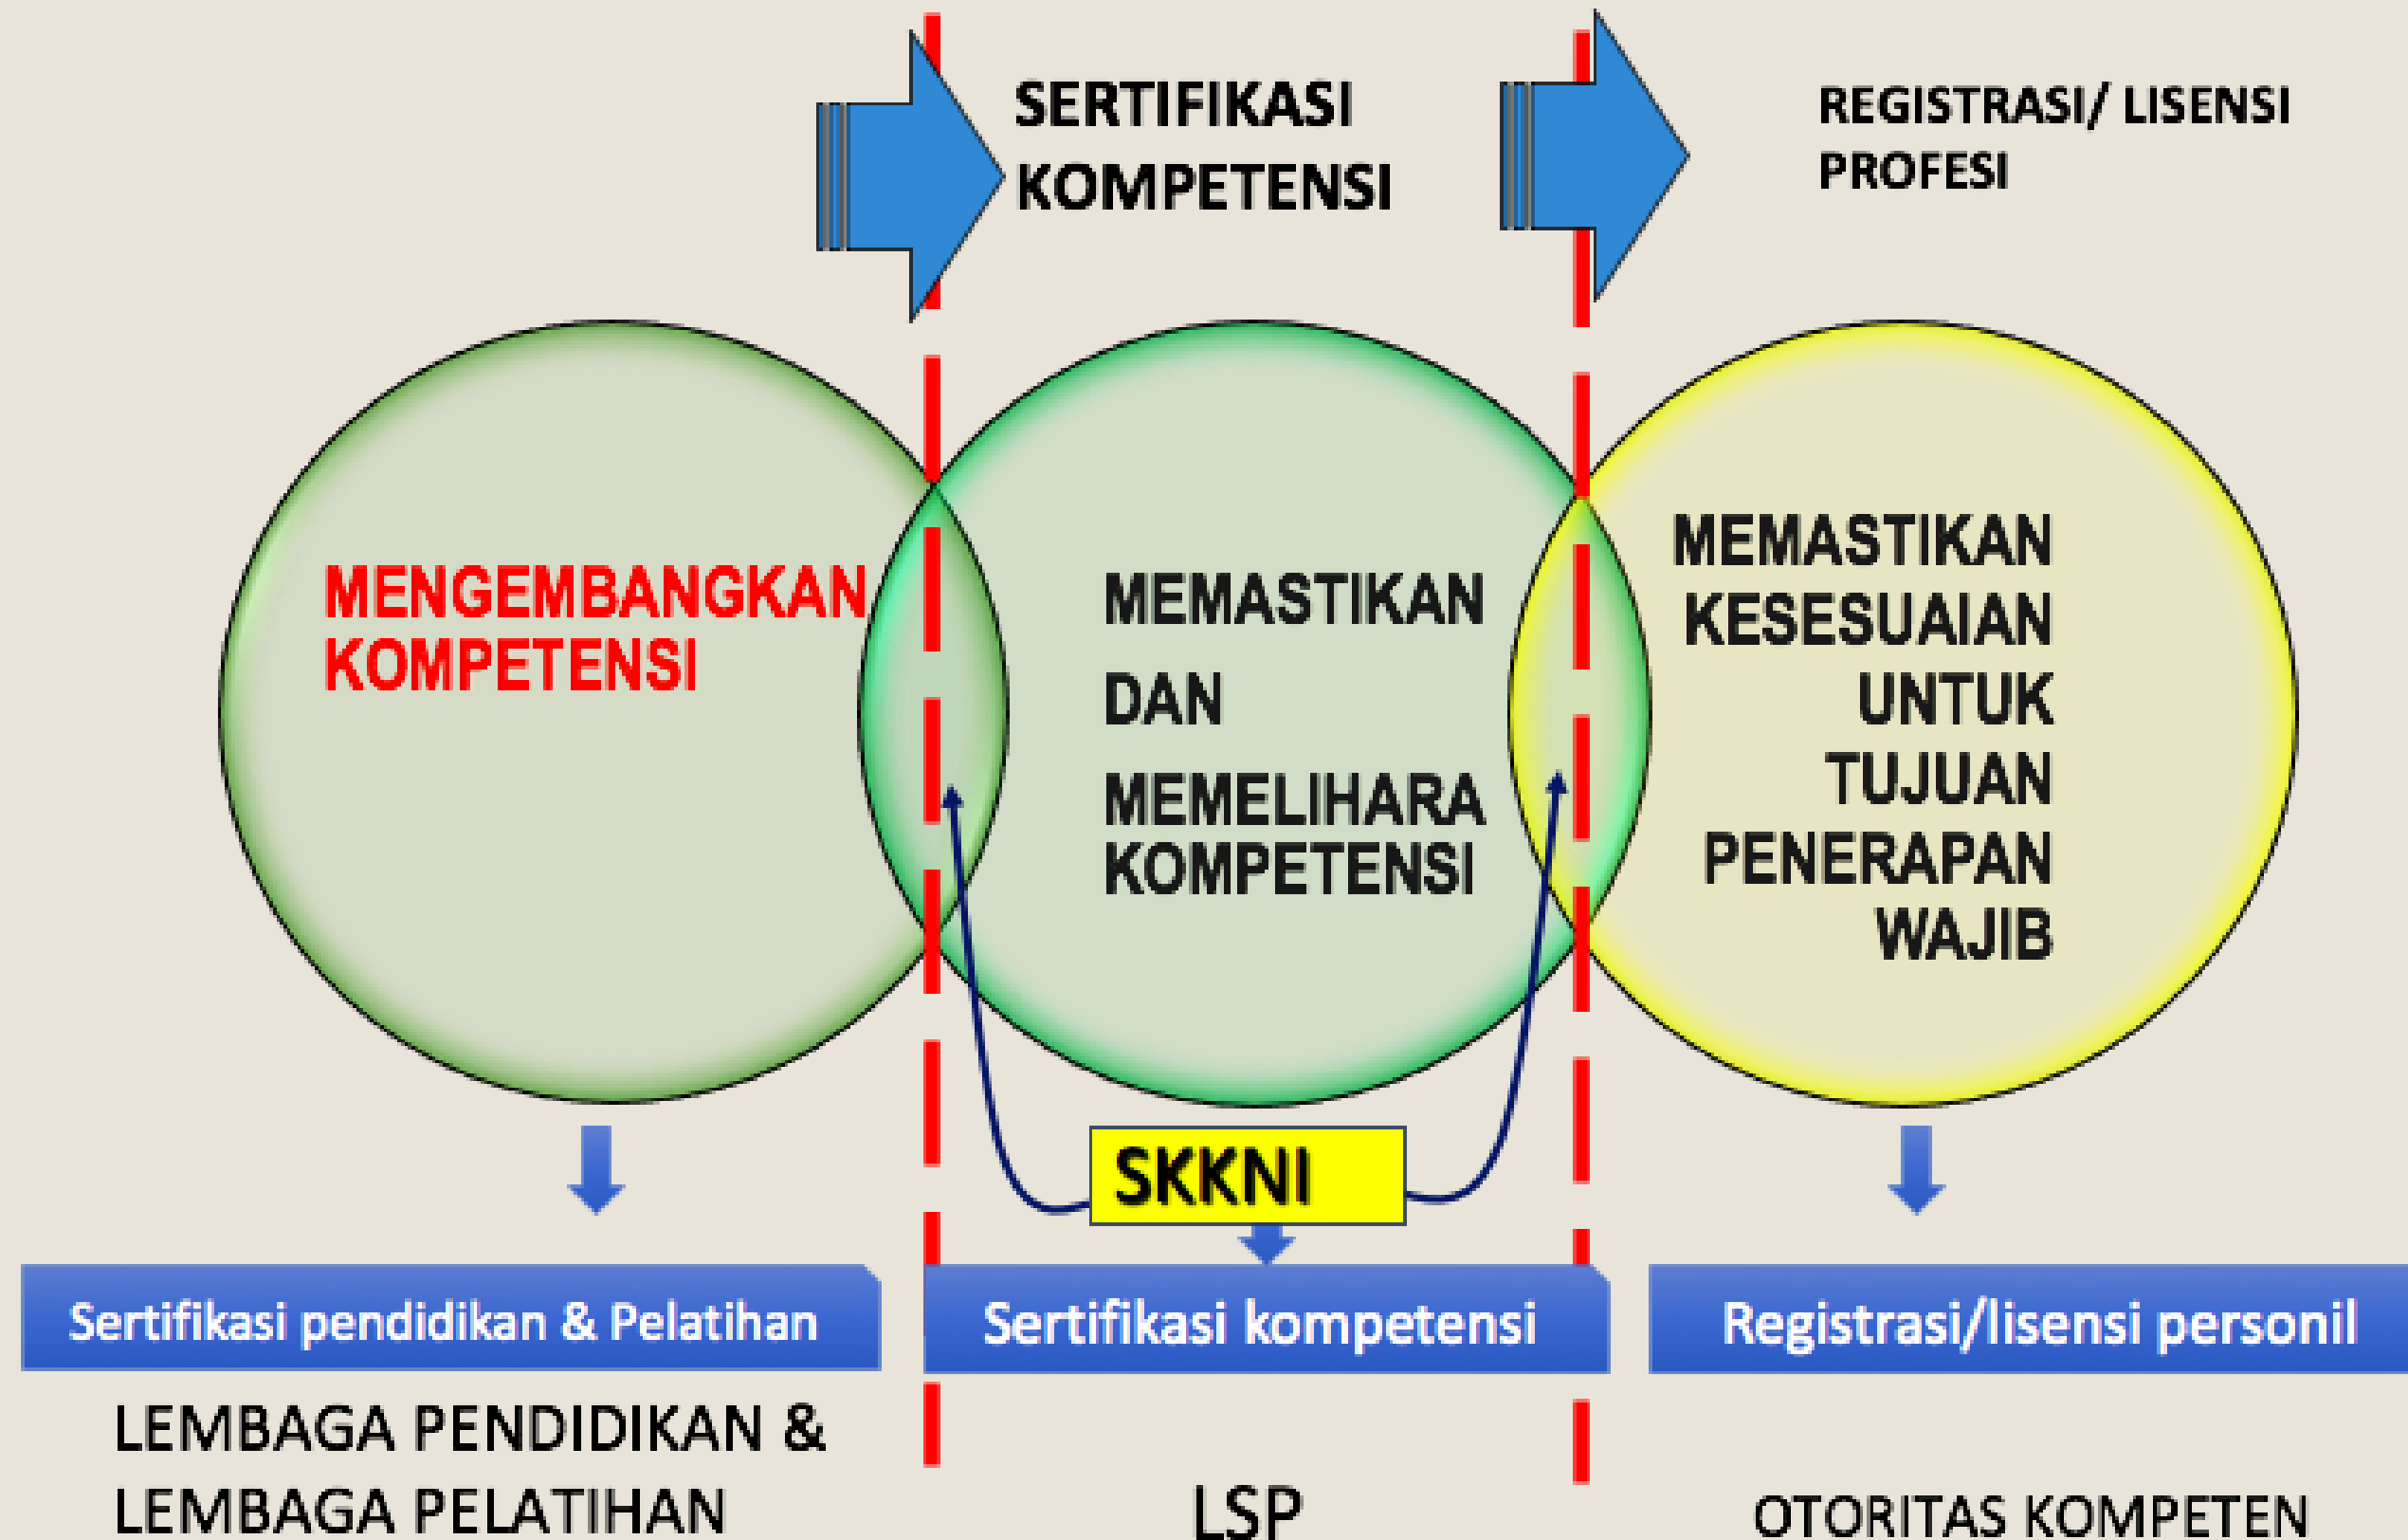 SERTIFIKASI
KOMPETENSI
REGISTRASI/ LISENSI
PROFESI
MENGEMBANGKAN
KOMPETENSI
MEMASTIKAN
DAN
MEMELIHARA
KOMPETENSI
MEMASTIKAN
KESESUAIAN
UNTUK
TUJUAN
PENERAPAN
WAJIB
SKKNI
Sertifikasi pendidikan & Pelatihan
Sertifikasi kompetensi
Registrasi/lisensi personil
LEMBAGA PENDIDIKAN &
LEMBAGA PELATIHAN
LSP
OTORITAS KOMPETEN